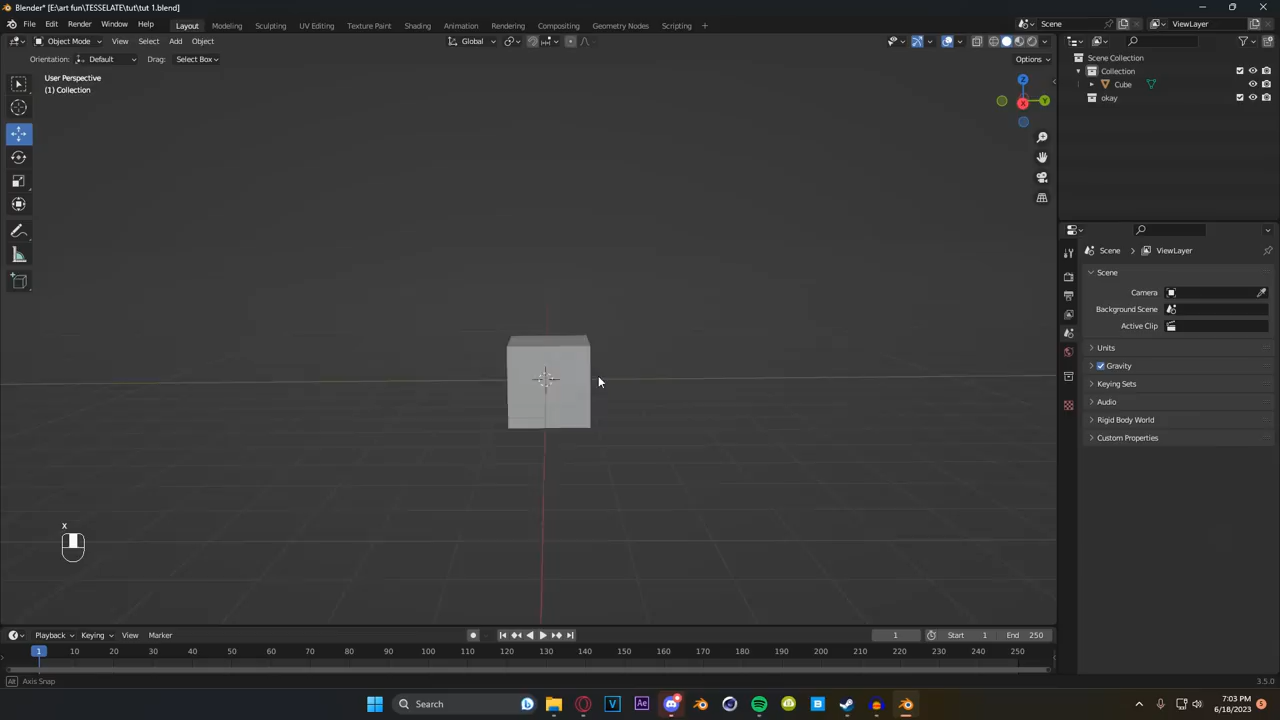 Blender* [E:\art fun\TESSELATE\tut\tut 1.blend]
File Edit Render Window Help Layout Modeling Sculpting UV Editing Texture Paint Shading Animation Rendering Compositing Geometry Nodes Scripting + Scene ViewLayer
Object Mode View Select Add Object Global
Orientation: Default Drag: Select Box Options
User Perspective
(1) Collection
Z
Y
X
Scene Collection
Collection
Cube
okay
Scene ViewLayer
Scene
Camera
Background Scene
Active Clip
Units
Gravity
Keying Sets
Audio
Rigid Body World
Custom Properties
x
Playback Keying View Marker 1 Start 1 End 250
1 10 20 30 40 50 60 70 80 90 100 110 120 130 140 150 160 170 180 190 200 210 220 230 240 250
Alt Axis Snap 3.5.0
Search V Ae B 7:03 PM
6/18/2023